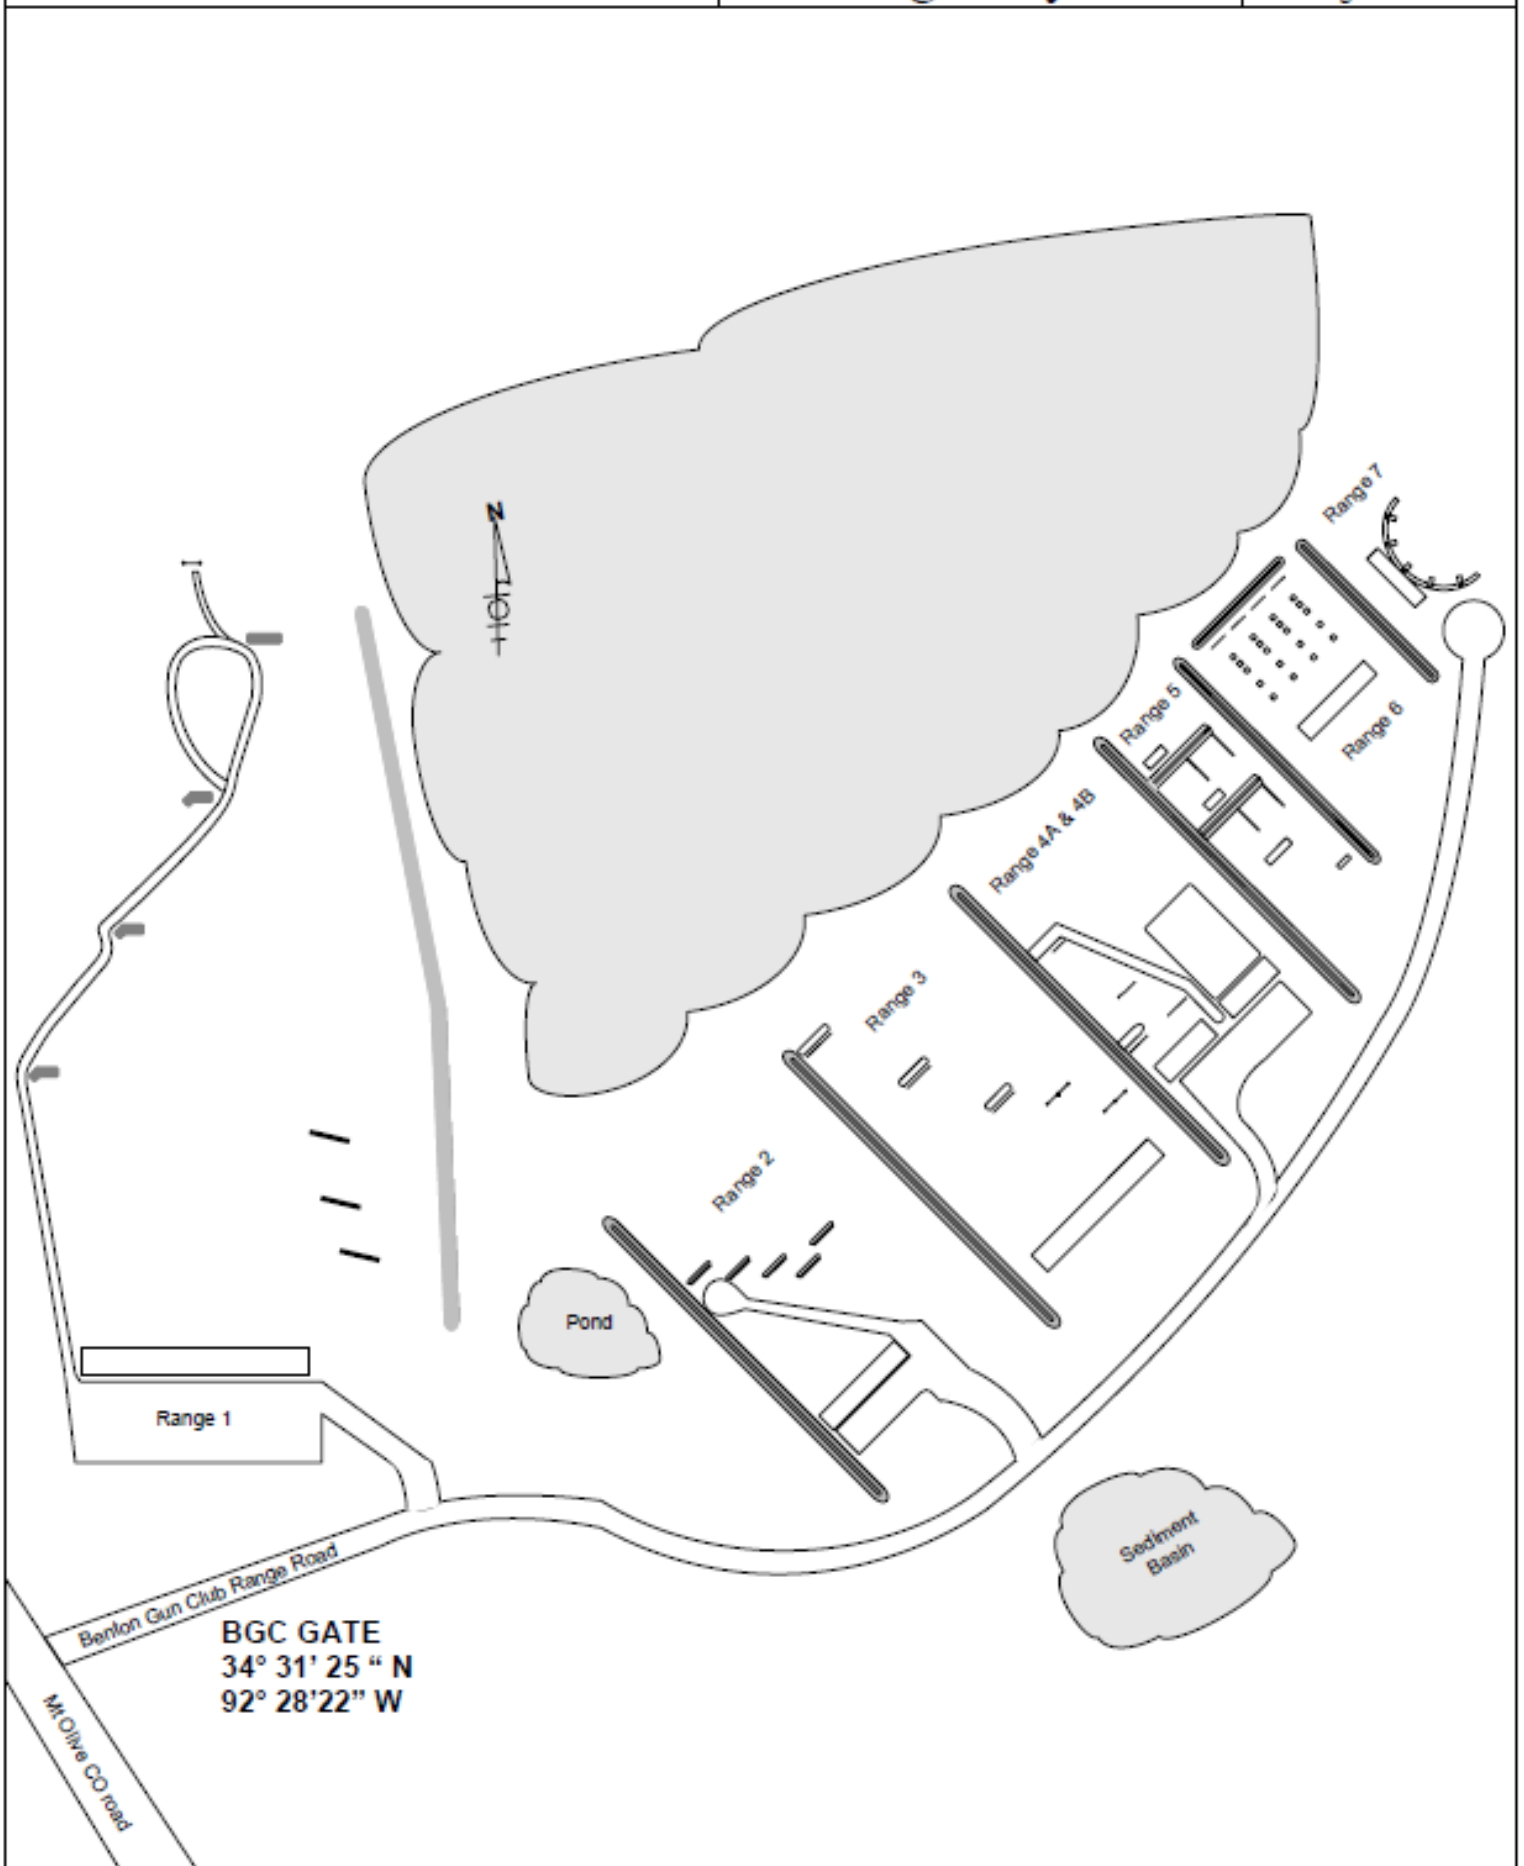 Range 7
N
Range 5
Range 6
Range 4A & 4B
Range 3
Range 2
Pond
Range 1
Sediment
Basin
Benton Gun Club Range Road
BGC GATE
34° 31' 25 “ N
92° 28'22” W
Mt Olive CO road